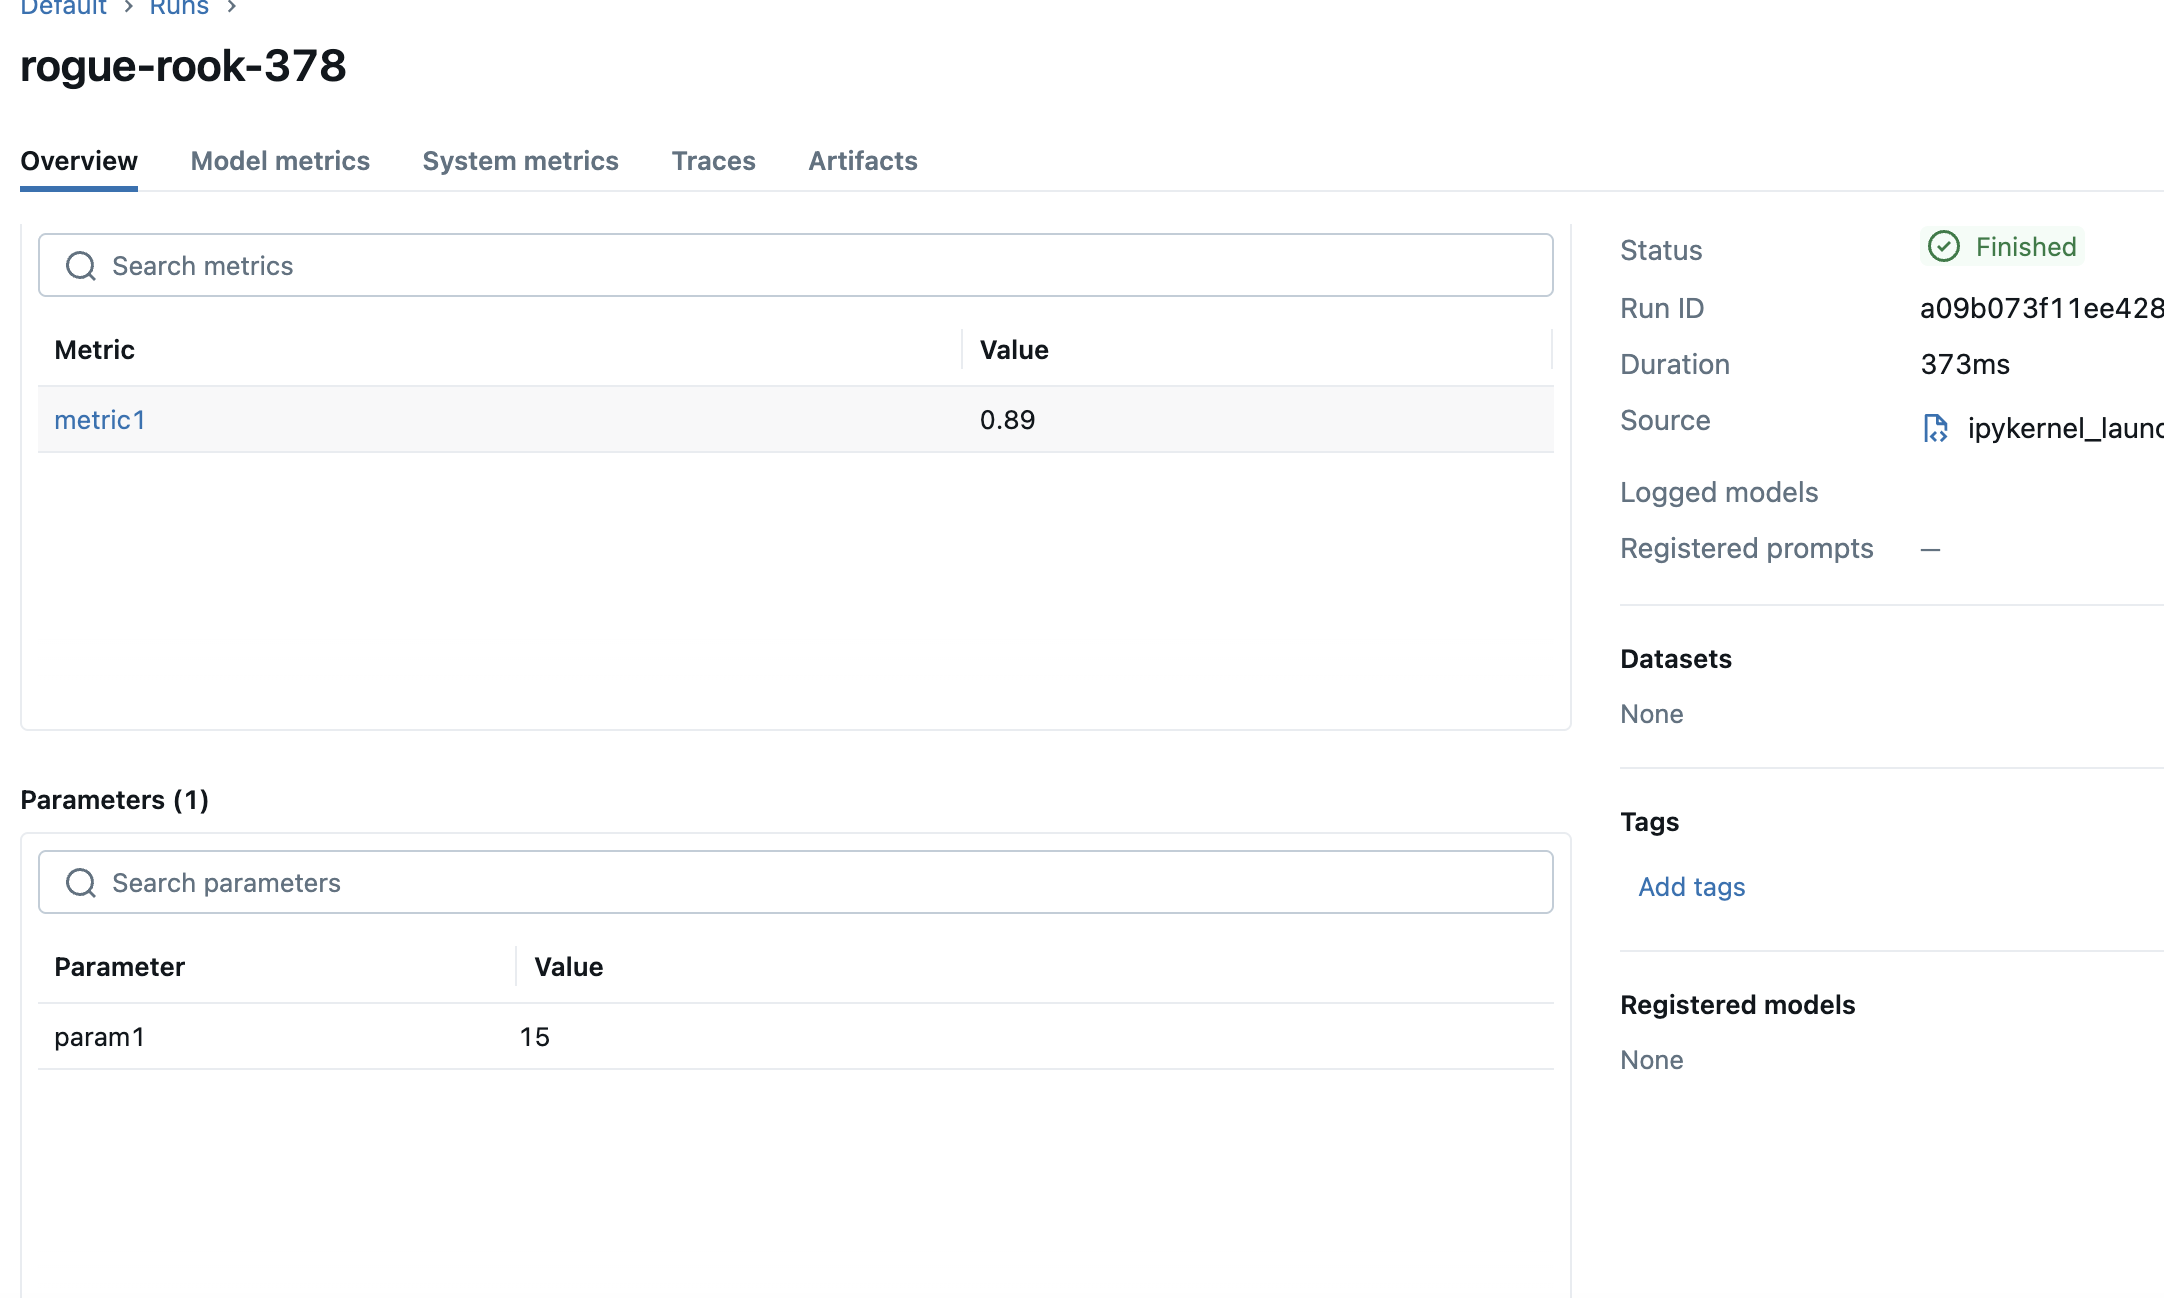 Default > Runs >
rogue-rook-378
Overview Model metrics System metrics Traces Artifacts
Search metrics
Metric Value
metric1 0.89
Parameters (1)
Search parameters
Parameter Value
param1 15
Status Finished
Run ID a09b073f11ee428
Duration 373ms
Source ipykernel_launc
Logged models
Registered prompts —
Datasets
None
Tags
Add tags
Registered models
None